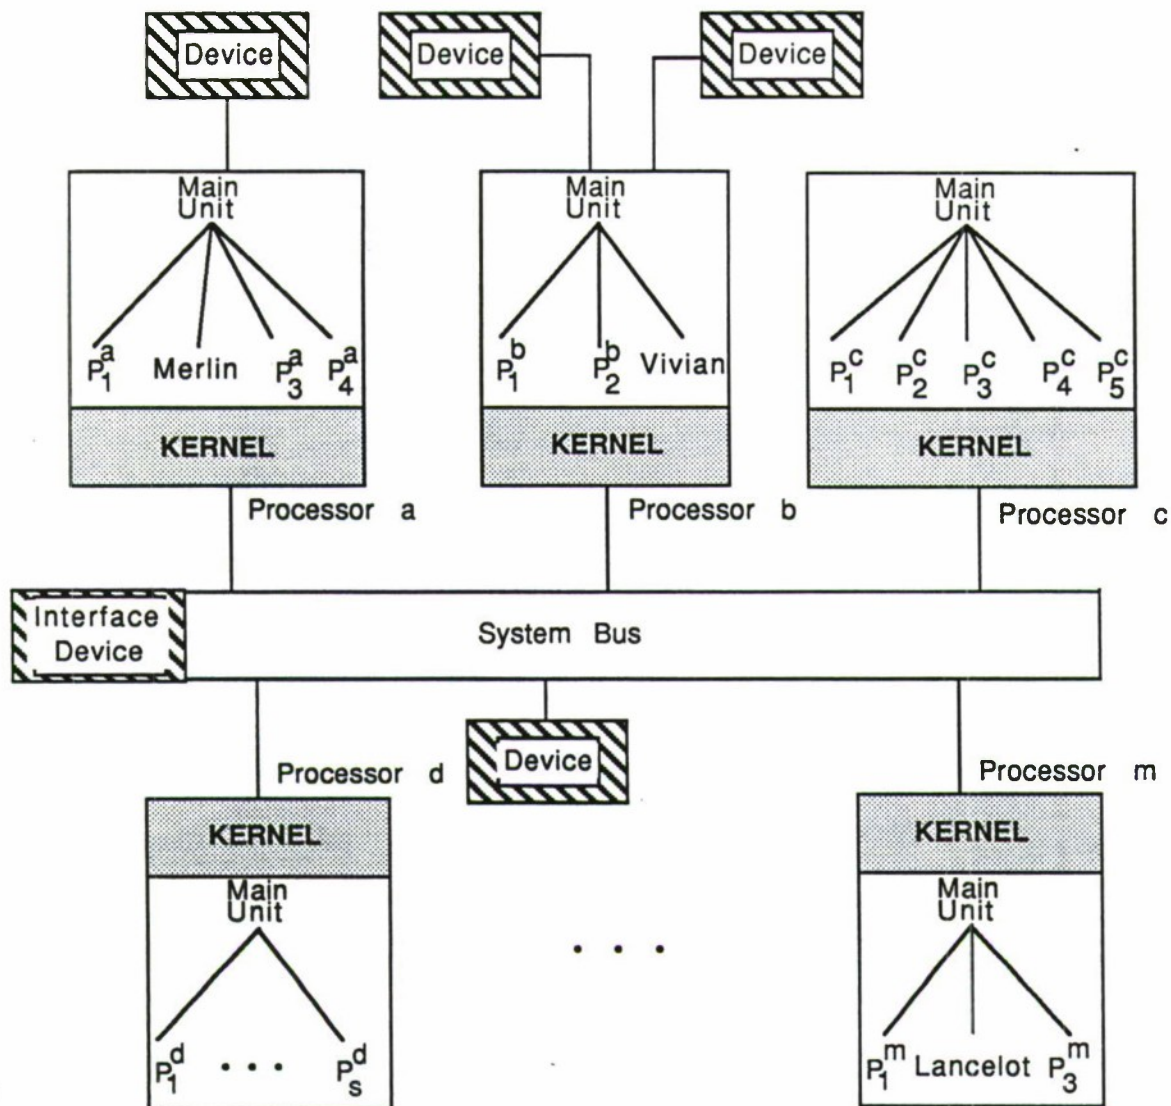 Device
Device
Device
Main
Unit
Main
Unit
Main
Unit
P₁ᵃ Merlin P₃ᵃ P₄ᵃ
P₁ᵇ P₂ᵇ Vivian
P₁ᶜ P₂ᶜ P₃ᶜ P₄ᶜ P₅ᶜ
KERNEL
KERNEL
KERNEL
Processor a
Processor b
Processor c
Interface
Device
System Bus
Device
Processor d
Processor m
KERNEL
KERNEL
Main
Unit
Main
Unit
. . .
P₁ᵈ . . . Pₛᵈ
P₁ᵐ Lancelot P₃ᵐ